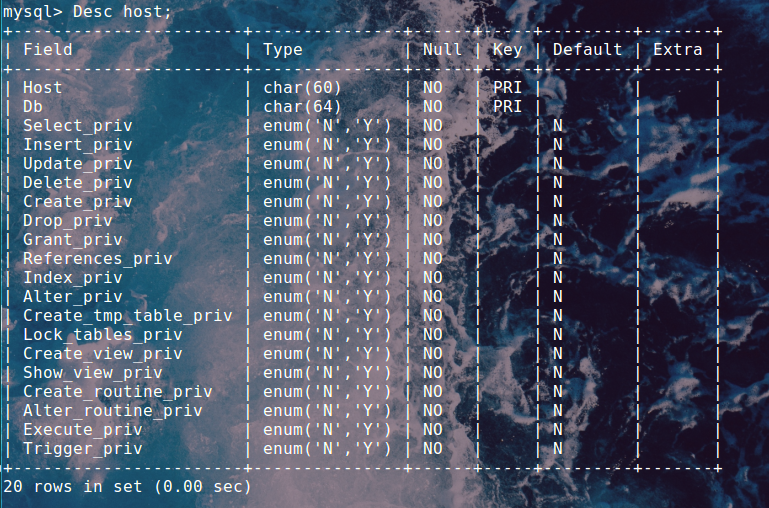 mysql> Desc host;
+-----------------------+---------------+------+-----+---------+-------+
| Field                 | Type          | Null | Key | Default | Extra |
+-----------------------+---------------+------+-----+---------+-------+
| Host                  | char(60)      | NO   | PRI |         |       |
| Db                    | char(64)      | NO   | PRI |         |       |
| Select_priv           | enum('N','Y') | NO   |     | N       |       |
| Insert_priv           | enum('N','Y') | NO   |     | N       |       |
| Update_priv           | enum('N','Y') | NO   |     | N       |       |
| Delete_priv           | enum('N','Y') | NO   |     | N       |       |
| Create_priv           | enum('N','Y') | NO   |     | N       |       |
| Drop_priv             | enum('N','Y') | NO   |     | N       |       |
| Grant_priv            | enum('N','Y') | NO   |     | N       |       |
| References_priv       | enum('N','Y') | NO   |     | N       |       |
| Index_priv            | enum('N','Y') | NO   |     | N       |       |
| Alter_priv            | enum('N','Y') | NO   |     | N       |       |
| Create_tmp_table_priv | enum('N','Y') | NO   |     | N       |       |
| Lock_tables_priv      | enum('N','Y') | NO   |     | N       |       |
| Create_view_priv      | enum('N','Y') | NO   |     | N       |       |
| Show_view_priv        | enum('N','Y') | NO   |     | N       |       |
| Create_routine_priv   | enum('N','Y') | NO   |     | N       |       |
| Alter_routine_priv    | enum('N','Y') | NO   |     | N       |       |
| Execute_priv          | enum('N','Y') | NO   |     | N       |       |
| Trigger_priv          | enum('N','Y') | NO   |     | N       |       |
+-----------------------+---------------+------+-----+---------+-------+
20 rows in set (0.00 sec)